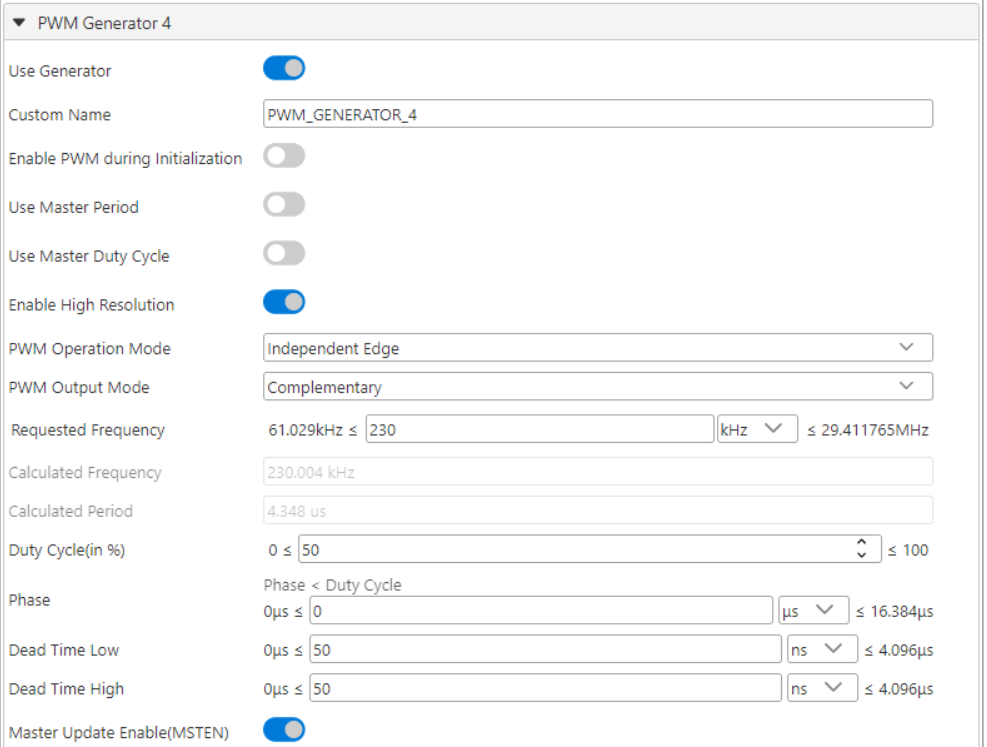 PWM Generator 4
Use Generator
Custom Name PWM_GENERATOR_4
Enable PWM during Initialization
Use Master Period
Use Master Duty Cycle
Enable High Resolution
PWM Operation Mode Independent Edge
PWM Output Mode Complementary
Requested Frequency 61.029kHz ≤ 230 kHz ≤ 29.411765MHz
Calculated Frequency 230.004 kHz
Calculated Period 4.348 us
Duty Cycle(in %) 0 ≤ 50 ≤ 100
Phase < Duty Cycle
Phase 0µs ≤ 0 µs ≤ 16.384µs
Dead Time Low 0µs ≤ 50 ns ≤ 4.096µs
Dead Time High 0µs ≤ 50 ns ≤ 4.096µs
Master Update Enable(MSTEN)